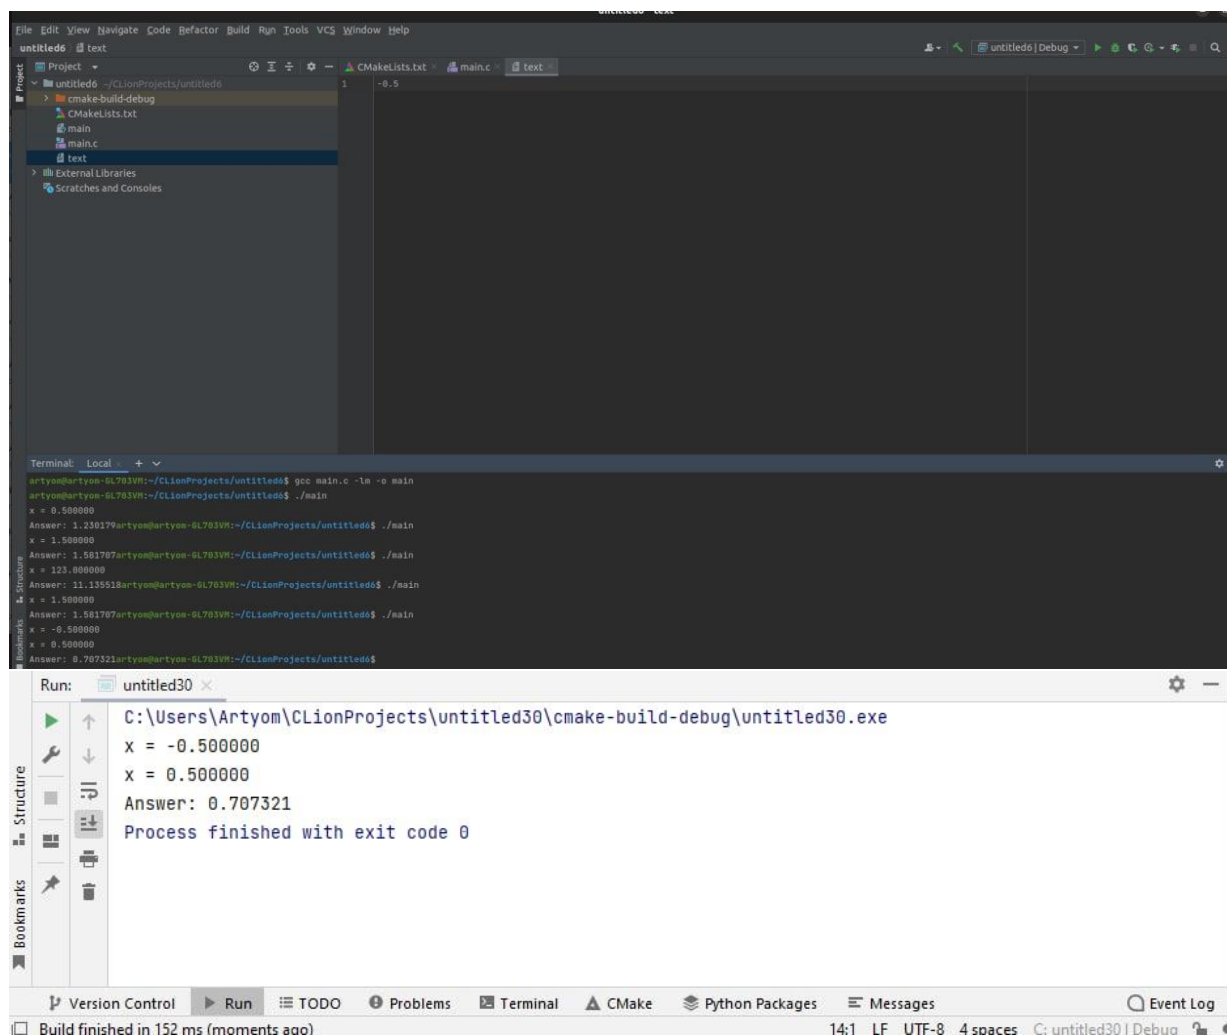 untitled6 - text
File Edit View Navigate Code Refactor Build Run Tools VCS Window Help
untitled6 text
untitled6 | Debug
Project
CMakeLists.txt main.c text
untitled6 ~/CLionProjects/untitled6
1 -0.5
cmake-build-debug
CMakeLists.txt
main
main.c
text
External Libraries
Scratches and Consoles
Project
Terminal: Local
artyom@artyom-GL703VM:~/CLionProjects/untitled6$ gcc main.c -lm -o main
artyom@artyom-GL703VM:~/CLionProjects/untitled6$ ./main
x = 0.500000
Answer: 1.230179artyom@artyom-GL703VM:~/CLionProjects/untitled6$ ./main
x = 1.500000
Answer: 1.581707artyom@artyom-GL703VM:~/CLionProjects/untitled6$ ./main
x = 123.000000
Answer: 11.135518artyom@artyom-GL703VM:~/CLionProjects/untitled6$ ./main
x = 1.500000
Answer: 1.581707artyom@artyom-GL703VM:~/CLionProjects/untitled6$ ./main
x = -0.500000
x = 0.500000
Answer: 0.707321artyom@artyom-GL703VM:~/CLionProjects/untitled6$
Structure
Bookmarks
Run: untitled30
C:\Users\Artyom\CLionProjects\untitled30\cmake-build-debug\untitled30.exe
x = -0.500000
x = 0.500000
Answer: 0.707321
Process finished with exit code 0
Structure
Bookmarks
Version Control Run TODO Problems Terminal CMake Python Packages Messages Event Log
Build finished in 152 ms (moments ago) 14:1 LF UTF-8 4 spaces C: untitled30 | Debug